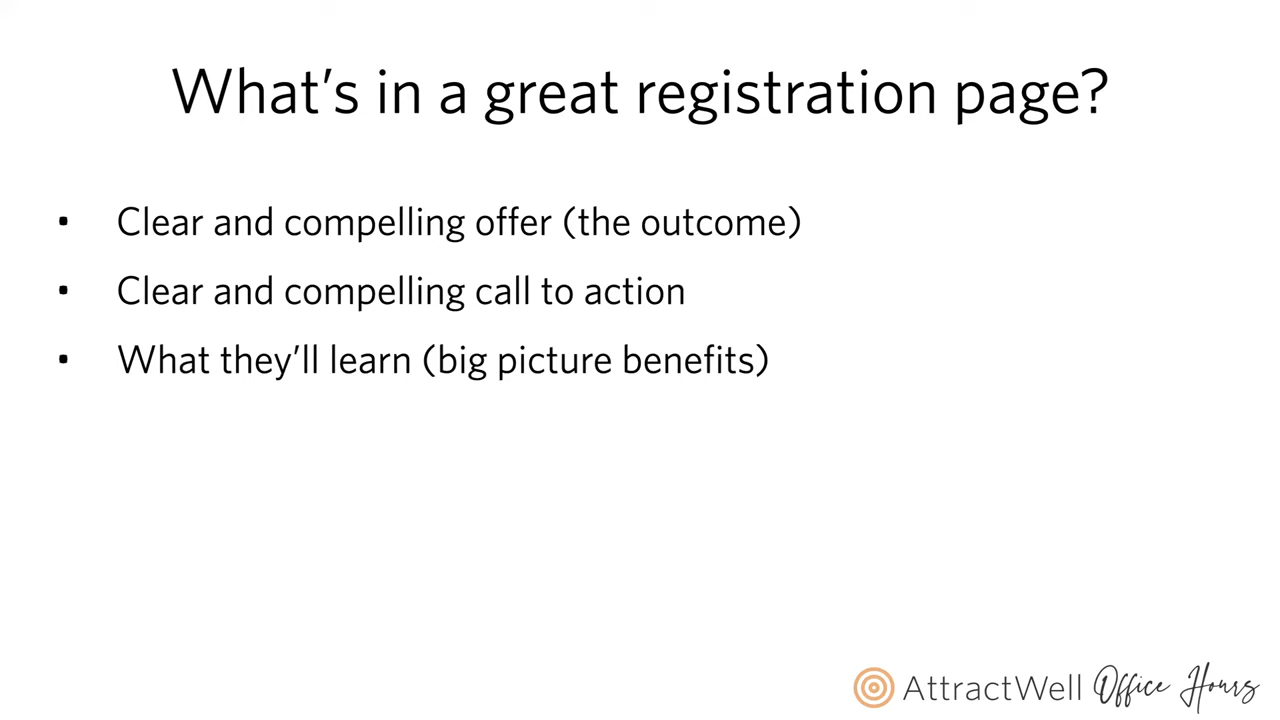 What’s in a great registration page?
• Clear and compelling offer (the outcome)
• Clear and compelling call to action
• What they’ll learn (big picture benefits)
AttractWell Office Hours